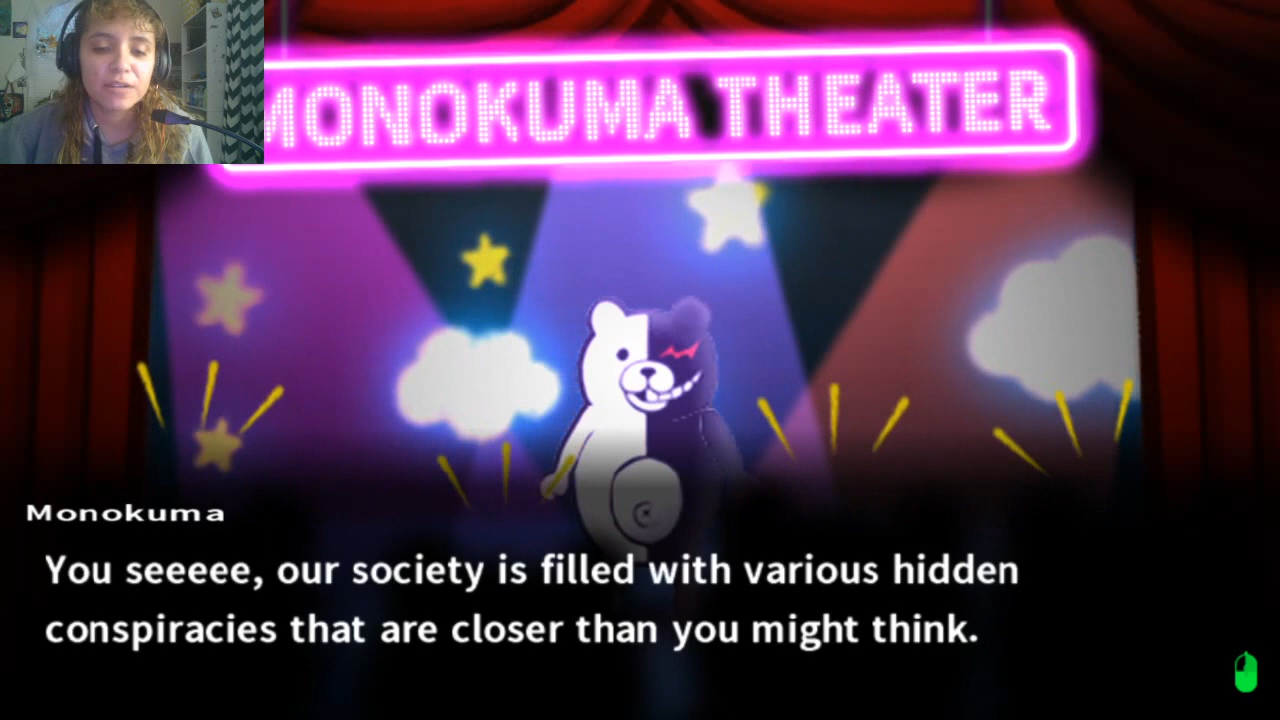 MONOKUMA THEATER
Monokuma
You seeeee, our society is filled with various hidden
conspiracies that are closer than you might think.